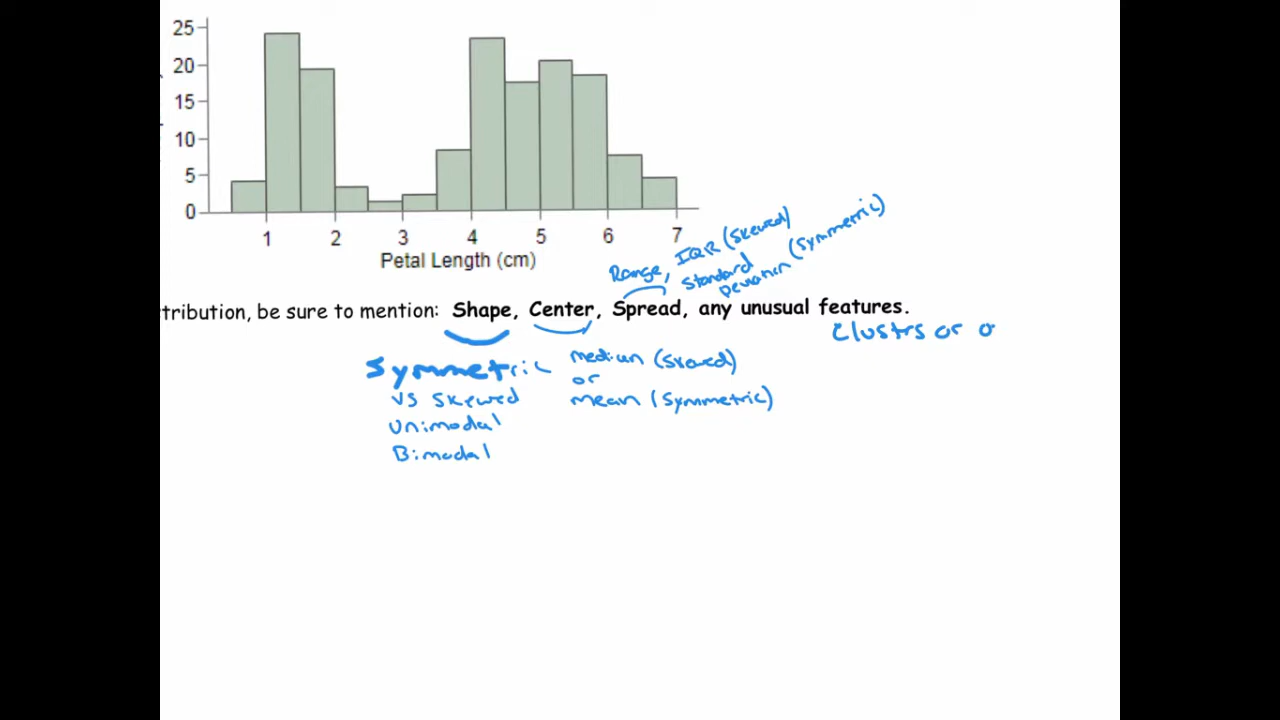 25
20
15
10
5
0
1 2 3 4 5 6 7
Petal Length (cm)
Range, IQR (skewed)
Standard Deviation (symmetric)
tribution, be sure to mention: Shape, Center, Spread, any unusual features.
Clustrs or o
Symmetric
vs skewed
Unimodal
Bimodal
median (skewed)
or
mean (symmetric)